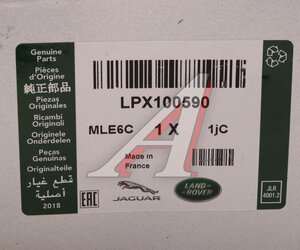 Genuine
Parts
Pièces
d'Origine
純正部品
Piezas
Originales
Ricambi
Originali
Originele
Onderdelen
Peças
Genuinas
Originalteile
قطع غيار
أصلية
2018
LPX100590
MLE6C 1 X 1jC
Made in
France
EAC
JAGUAR
LAND-
ROVER
JLR
4001.2